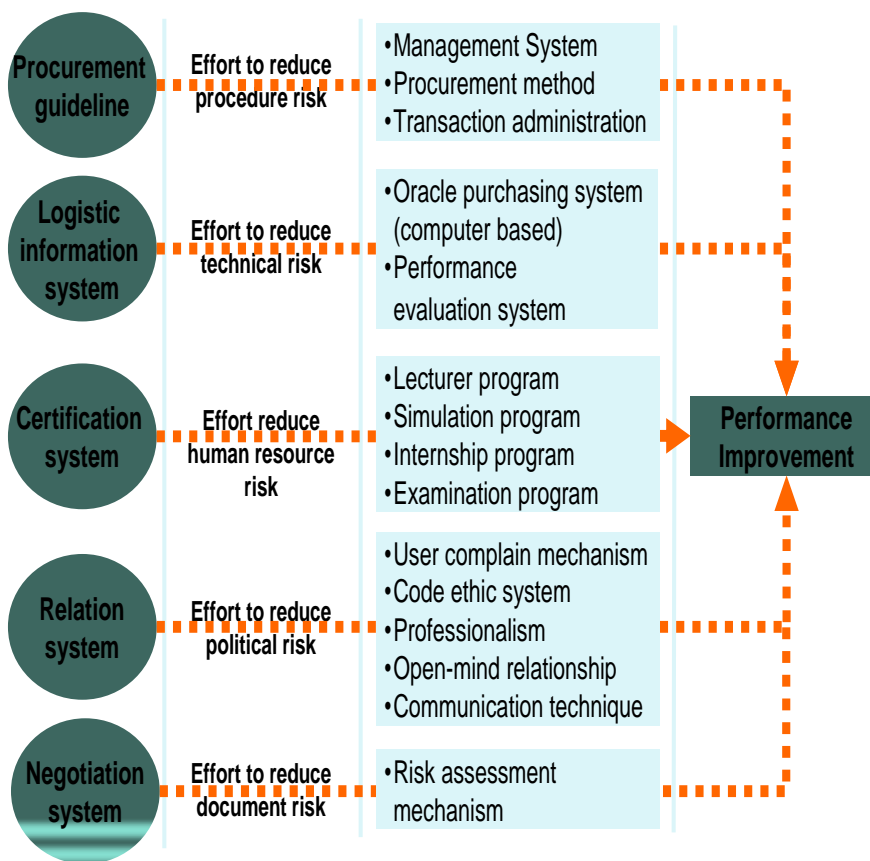 Procurement
guideline
Effort to reduce
procedure risk
•Management System
•Procurement method
•Transaction administration
Logistic
information
system
Effort to reduce
technical risk
•Oracle purchasing system
(computer based)
•Performance
evaluation system
Certification
system
Effort reduce
human resource
risk
•Lecturer program
•Simulation program
•Internship program
•Examination program
Performance
Improvement
Relation
system
Effort to reduce
political risk
•User complain mechanism
•Code ethic system
•Professionalism
•Open-mind relationship
•Communication technique
Negotiation
system
Effort to reduce
document risk
•Risk assessment
mechanism